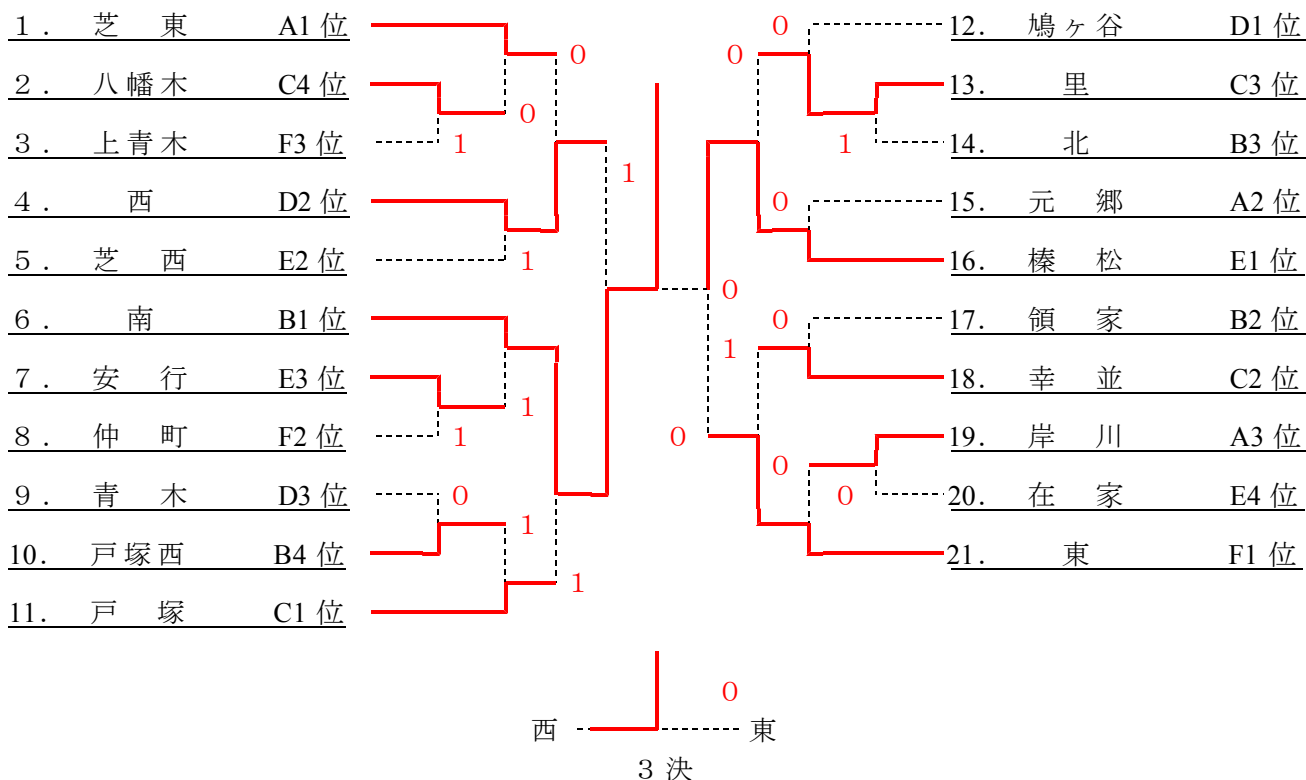 1. 芝東 A1位
2. 八幡木 C4位
3. 上青木 F3位
4. 西 D2位
5. 芝西 E2位
6. 南 B1位
7. 安行 E3位
8. 仲町 F2位
9. 青木 D3位
10. 戸塚西 B4位
11. 戸塚 C1位
0
0
1
1
1
1
1
0
1
1
0
12. 鳩ヶ谷 D1位
13. 里 C3位
14. 北 B3位
15. 元郷 A2位
16. 榛松 E1位
17. 領家 B2位
18. 幸並 C2位
19. 岸川 A3位
20. 在家 E4位
21. 東 F1位
0
1
0
0
0
1
0
0
0
西 0 東
3決